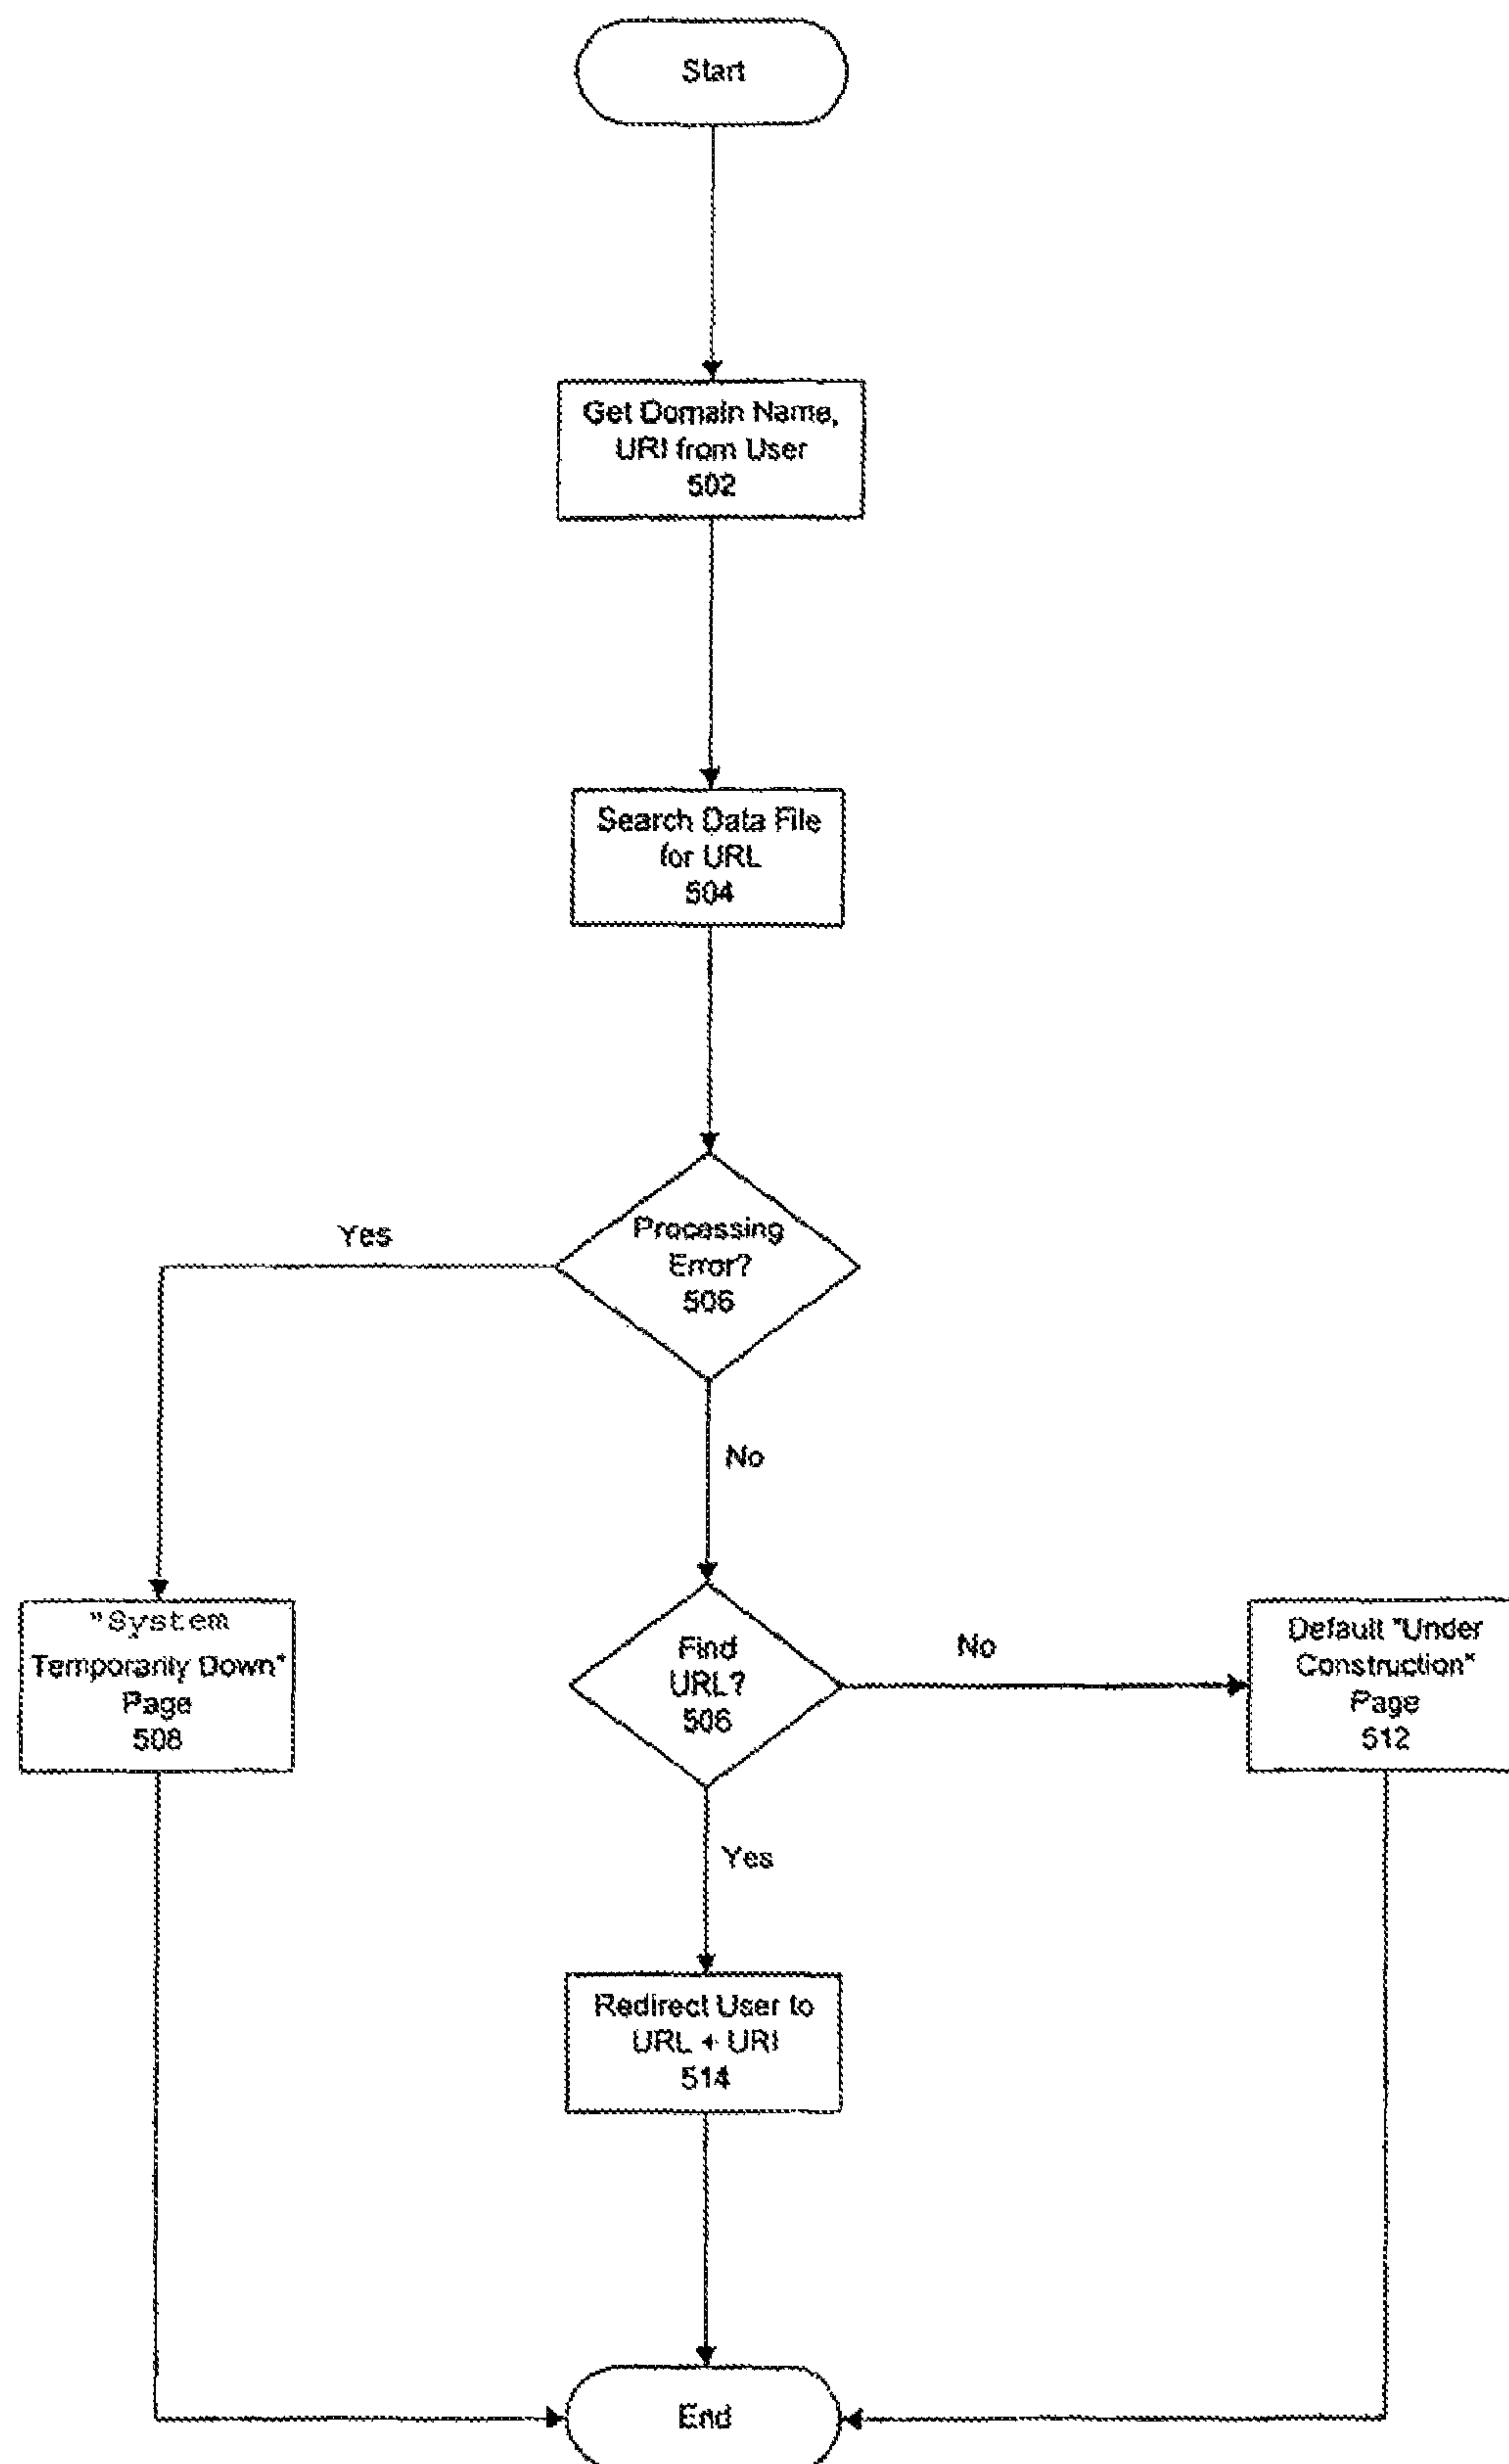 Start
Get Domain Name,
URI from User
502
Search Data File
for URL
504
Processing
Error?
506
Yes
No
"System
Temporarily Down"
Page
508
Find
URL?
506
No
Default "Under
Construction"
Page
512
Yes
Redirect User to
URL + URI
514
End